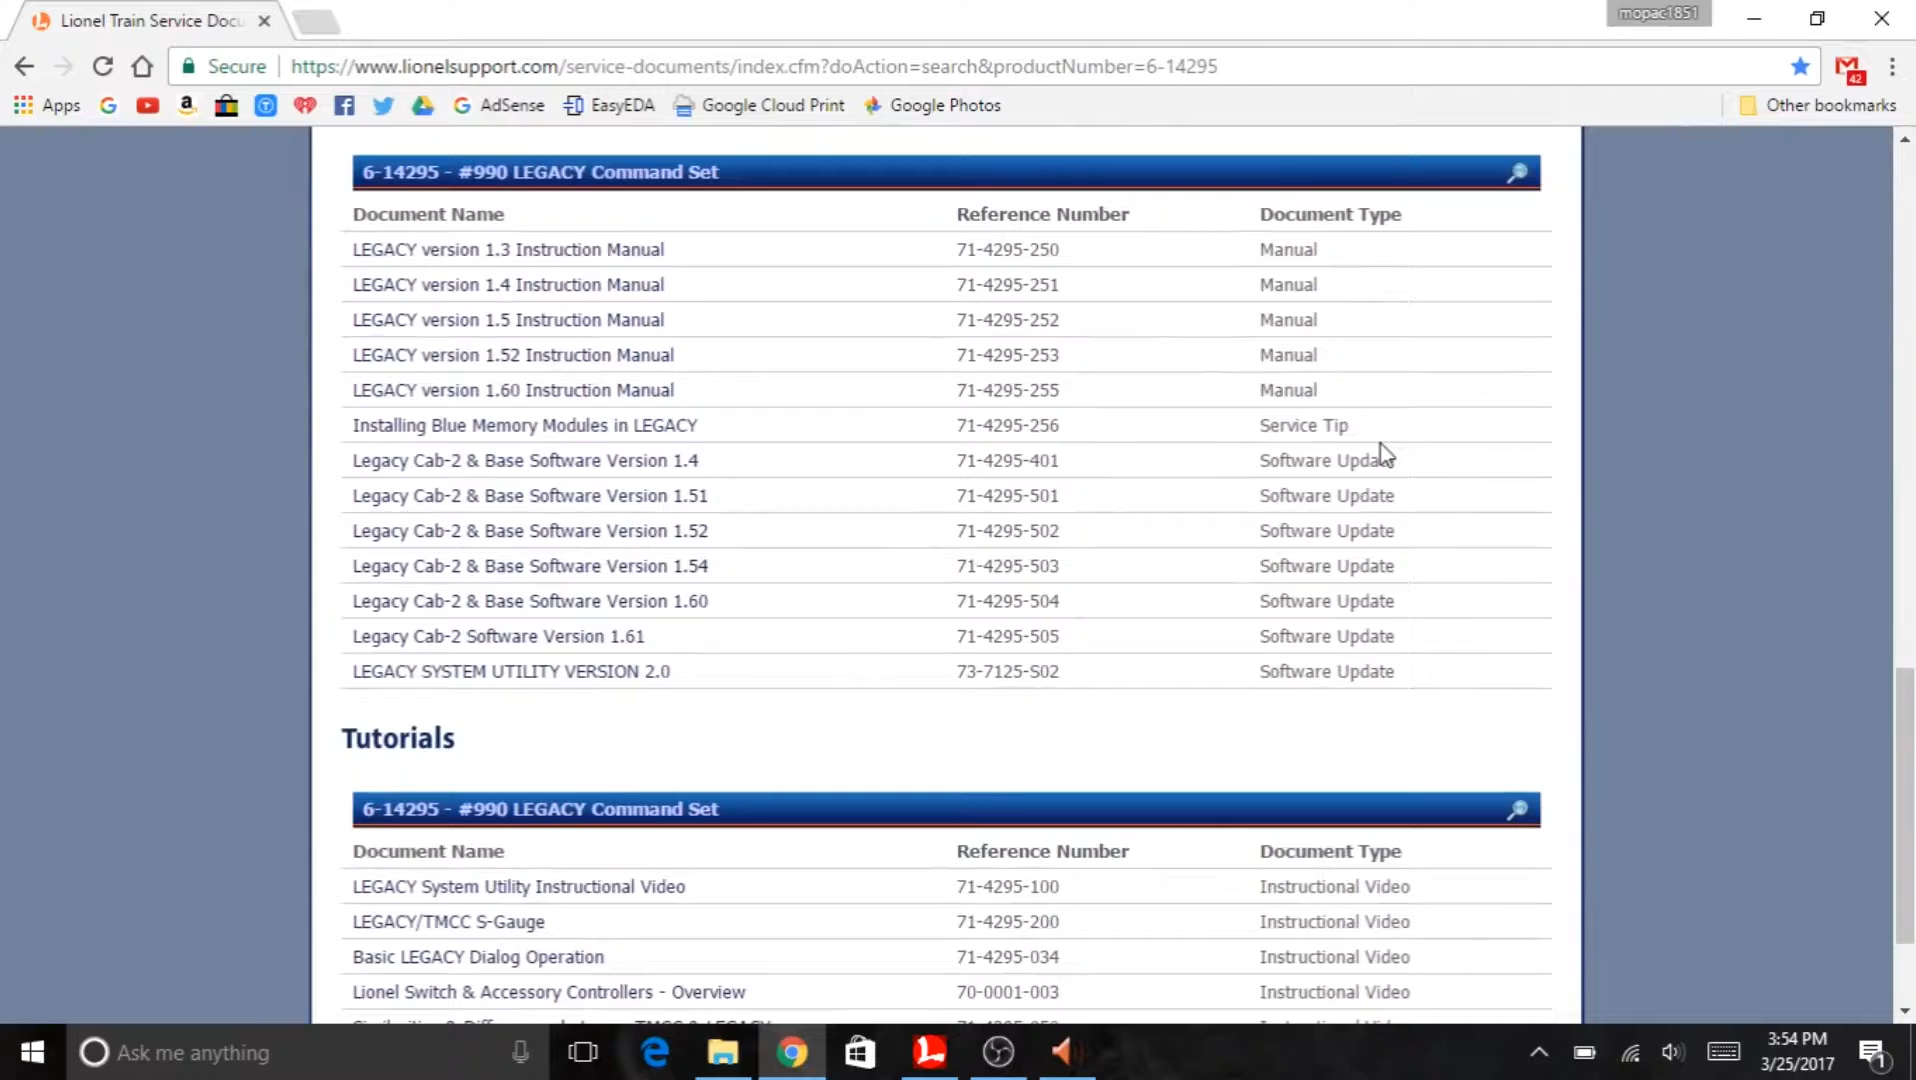 Lionel Train Service Docu
mopac1851
Secure https://www.lionelsupport.com/service-documents/index.cfm?doAction=search&productNumber=6-14295
42
Apps AdSense EasyEDA Google Cloud Print Google Photos Other bookmarks
6-14295 - #990 LEGACY Command Set
Document Name Reference Number Document Type
LEGACY version 1.3 Instruction Manual 71-4295-250 Manual
LEGACY version 1.4 Instruction Manual 71-4295-251 Manual
LEGACY version 1.5 Instruction Manual 71-4295-252 Manual
LEGACY version 1.52 Instruction Manual 71-4295-253 Manual
LEGACY version 1.60 Instruction Manual 71-4295-255 Manual
Installing Blue Memory Modules in LEGACY 71-4295-256 Service Tip
Legacy Cab-2 & Base Software Version 1.4 71-4295-401 Software Update
Legacy Cab-2 & Base Software Version 1.51 71-4295-501 Software Update
Legacy Cab-2 & Base Software Version 1.52 71-4295-502 Software Update
Legacy Cab-2 & Base Software Version 1.54 71-4295-503 Software Update
Legacy Cab-2 & Base Software Version 1.60 71-4295-504 Software Update
Legacy Cab-2 Software Version 1.61 71-4295-505 Software Update
LEGACY SYSTEM UTILITY VERSION 2.0 73-7125-S02 Software Update
Tutorials
6-14295 - #990 LEGACY Command Set
Document Name Reference Number Document Type
LEGACY System Utility Instructional Video 71-4295-100 Instructional Video
LEGACY/TMCC S-Gauge 71-4295-200 Instructional Video
Basic LEGACY Dialog Operation 71-4295-034 Instructional Video
Lionel Switch & Accessory Controllers - Overview 70-0001-003 Instructional Video
Ask me anything
3:54 PM
3/25/2017
1